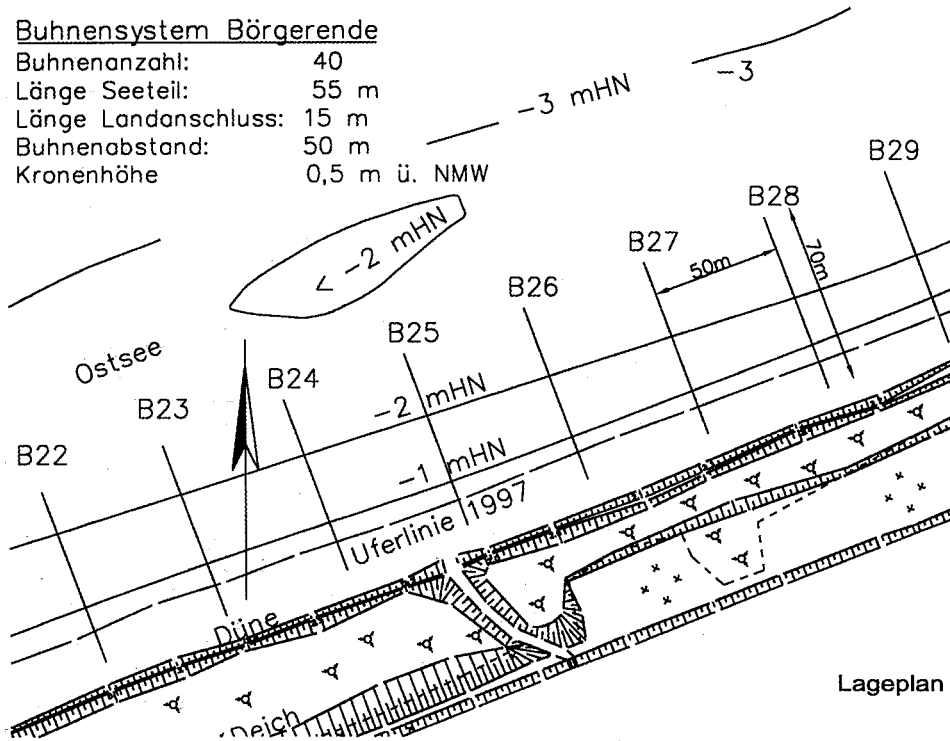 Buhnensystem Börgerende
Buhnenanzahl: 40
Länge Seeteil: 55 m
Länge Landanschluss: 15 m
Buhnenabstand: 50 m
Kronenhöhe 0,5 m ü. NMW
-3 mHN
-3
B29
B28
B27
50m
70m
< -2 mHN
B26
B25
Ostsee
B24
B23
B22
-2 mHN
-1 mHN
Uferlinie 1997
Düne
Deich
Lageplan